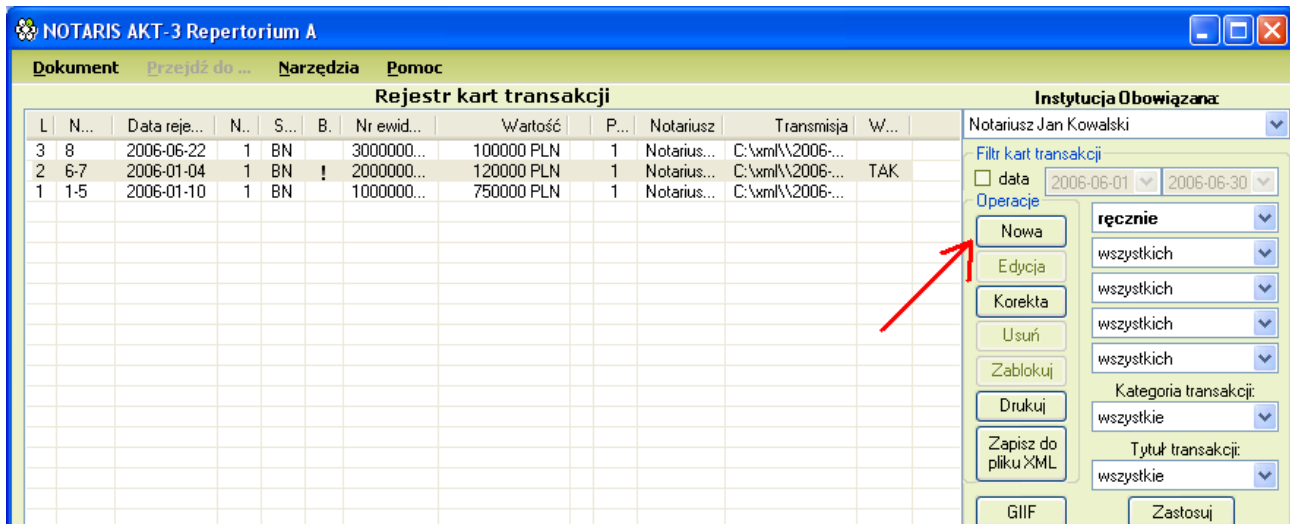 NOTARIS AKT-3 Repertorium A
Dokument Przejdź do ... Narzędzia Pomoc
Rejestr kart transakcji
L N... Data reje... N.. S... B. Nr ewid... Wartość P... Notariusz Transmisja W...
3 8 2006-06-22 1 BN 3000000... 100000 PLN 1 Notarius... C:\xml\\2006-...
2 6-7 2006-01-04 1 BN ! 2000000... 120000 PLN 1 Notarius... C:\xml\\2006-... TAK
1 1-5 2006-01-10 1 BN 1000000... 750000 PLN 1 Notarius... C:\xml\\2006-...
Instytucja Obowiązana:
Notariusz Jan Kowalski
Filtr kart transakcji
data 2006-06-01 2006-06-30
Operacje
Nowa
Edycja
Korekta
Usuń
Zablokuj
Drukuj
Zapisz do
pliku XML
GIIF
ręcznie
wszystkich
wszystkich
wszystkich
wszystkich
Kategoria transakcji:
wszystkie
Tytuł transakcji:
wszystkie
Zastosuj